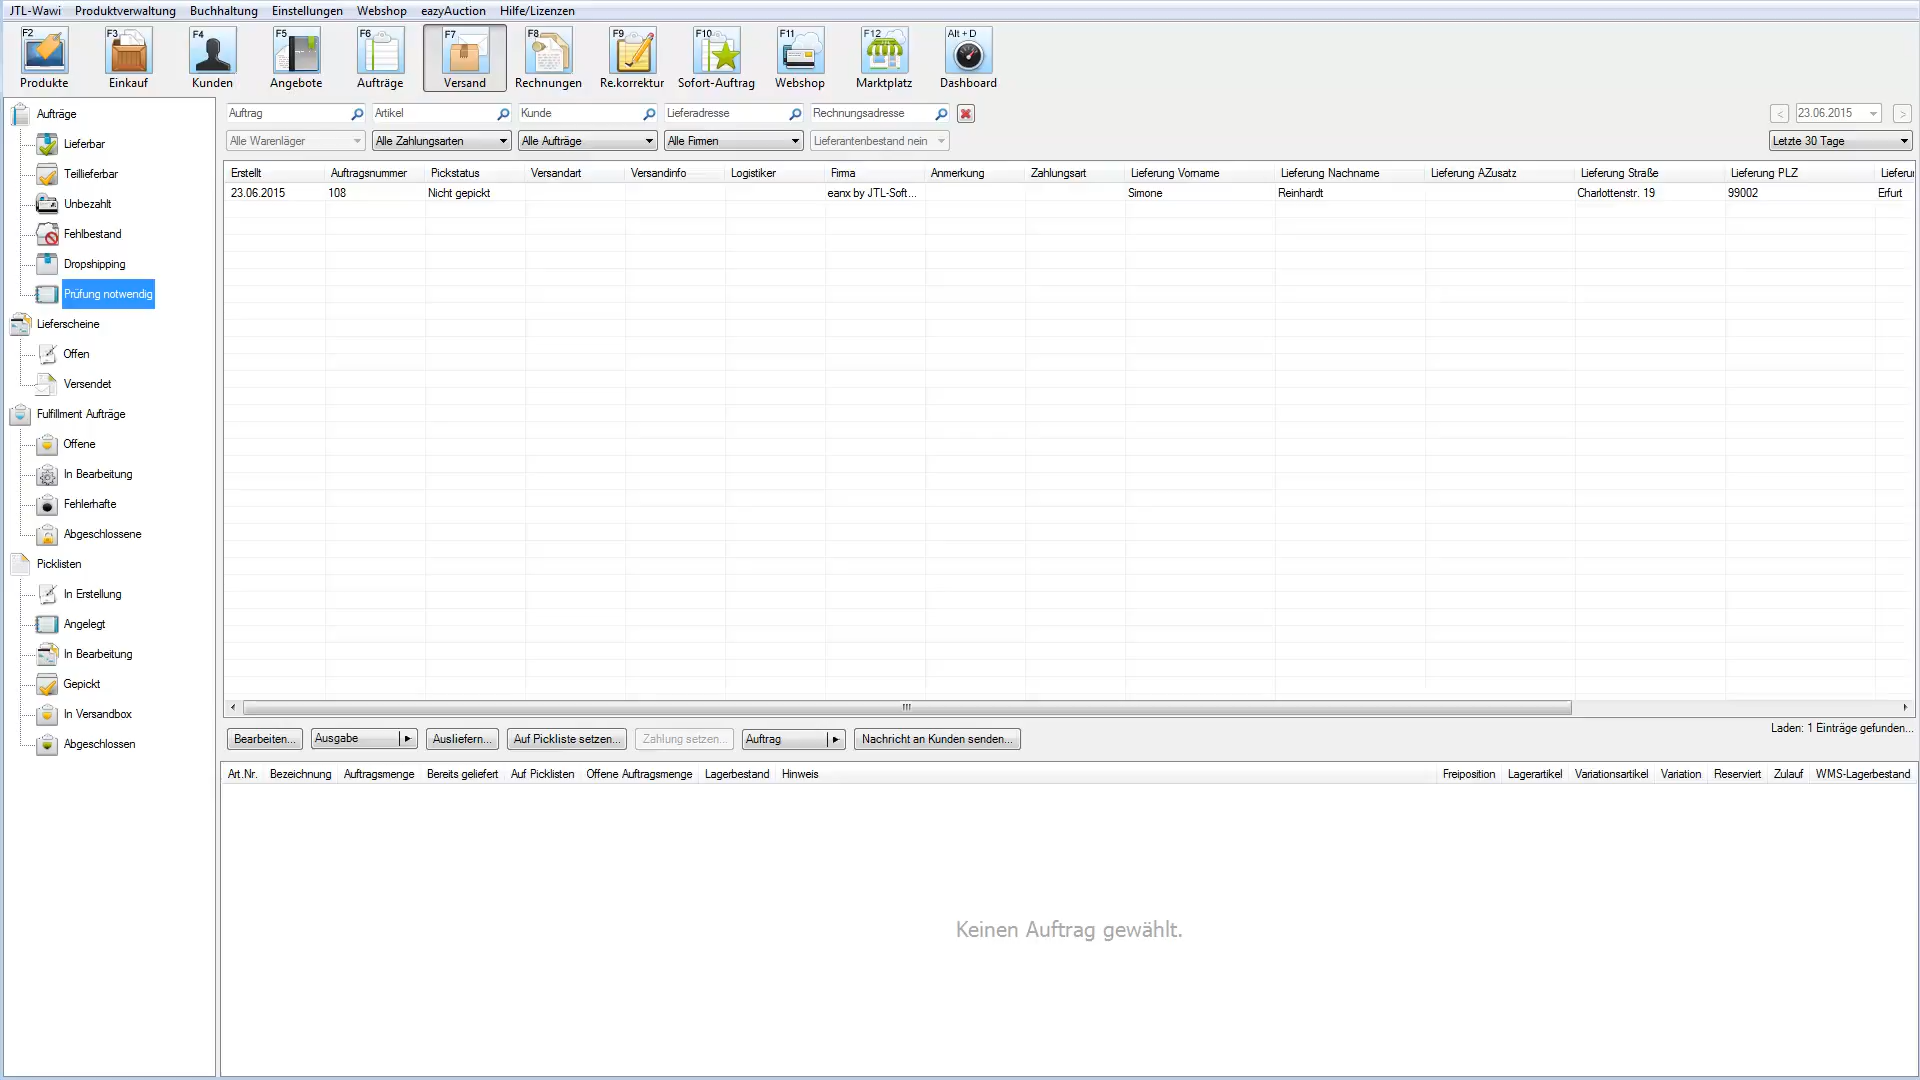 JTL-Wawi Produktverwaltung Buchhaltung Einstellungen Webshop eazyAuction Hilfe/Lizenzen
F2 F3 F4 F5 F6 F7 F8 F9 F10 F11 F12 Alt + D
Produkte Einkauf Kunden Angebote Aufträge Versand Rechnungen Re.korrektur Sofort-Auftrag Webshop Marktplatz Dashboard
Aufträge
Lieferbar
Teillieferbar
Unbezahlt
Fehlbestand
Dropshipping
Prüfung notwendig
Lieferscheine
Offen
Versendet
Fulfillment Aufträge
Offene
In Bearbeitung
Fehlerhafte
Abgeschlossene
Picklisten
In Erstellung
Angelegt
In Bearbeitung
Gepickt
In Versandbox
Abgeschlossen
Auftrag Artikel Kunde Lieferadresse Rechnungsadresse < 23.06.2015 >
Alle Warenläger Alle Zahlungsarten Alle Aufträge Alle Firmen Lieferantenbestand nein Letzte 30 Tage
Erstellt Auftragsnummer Pickstatus Versandart Versandinfo Logistiker Firma Anmerkung Zahlungsart Lieferung Vorname Lieferung Nachname Lieferung AZusatz Lieferung Straße Lieferung PLZ Lieferu
23.06.2015 108 Nicht gepickt eanx by JTL-Soft... Simone Reinhardt Charlottenstr. 19 99002 Erfurt
Laden: 1 Einträge gefunden...
Bearbeiten... Ausgabe Ausliefern... Auf Pickliste setzen... Zahlung setzen... Auftrag Nachricht an Kunden senden...
Art.Nr. Bezeichnung Auftragsmenge Bereits geliefert Auf Picklisten Offene Auftragsmenge Lagerbestand Hinweis Freiposition Lagerartikel Variationsartikel Variation Reserviert Zulauf WMS-Lagerbestand
Keinen Auftrag gewählt.